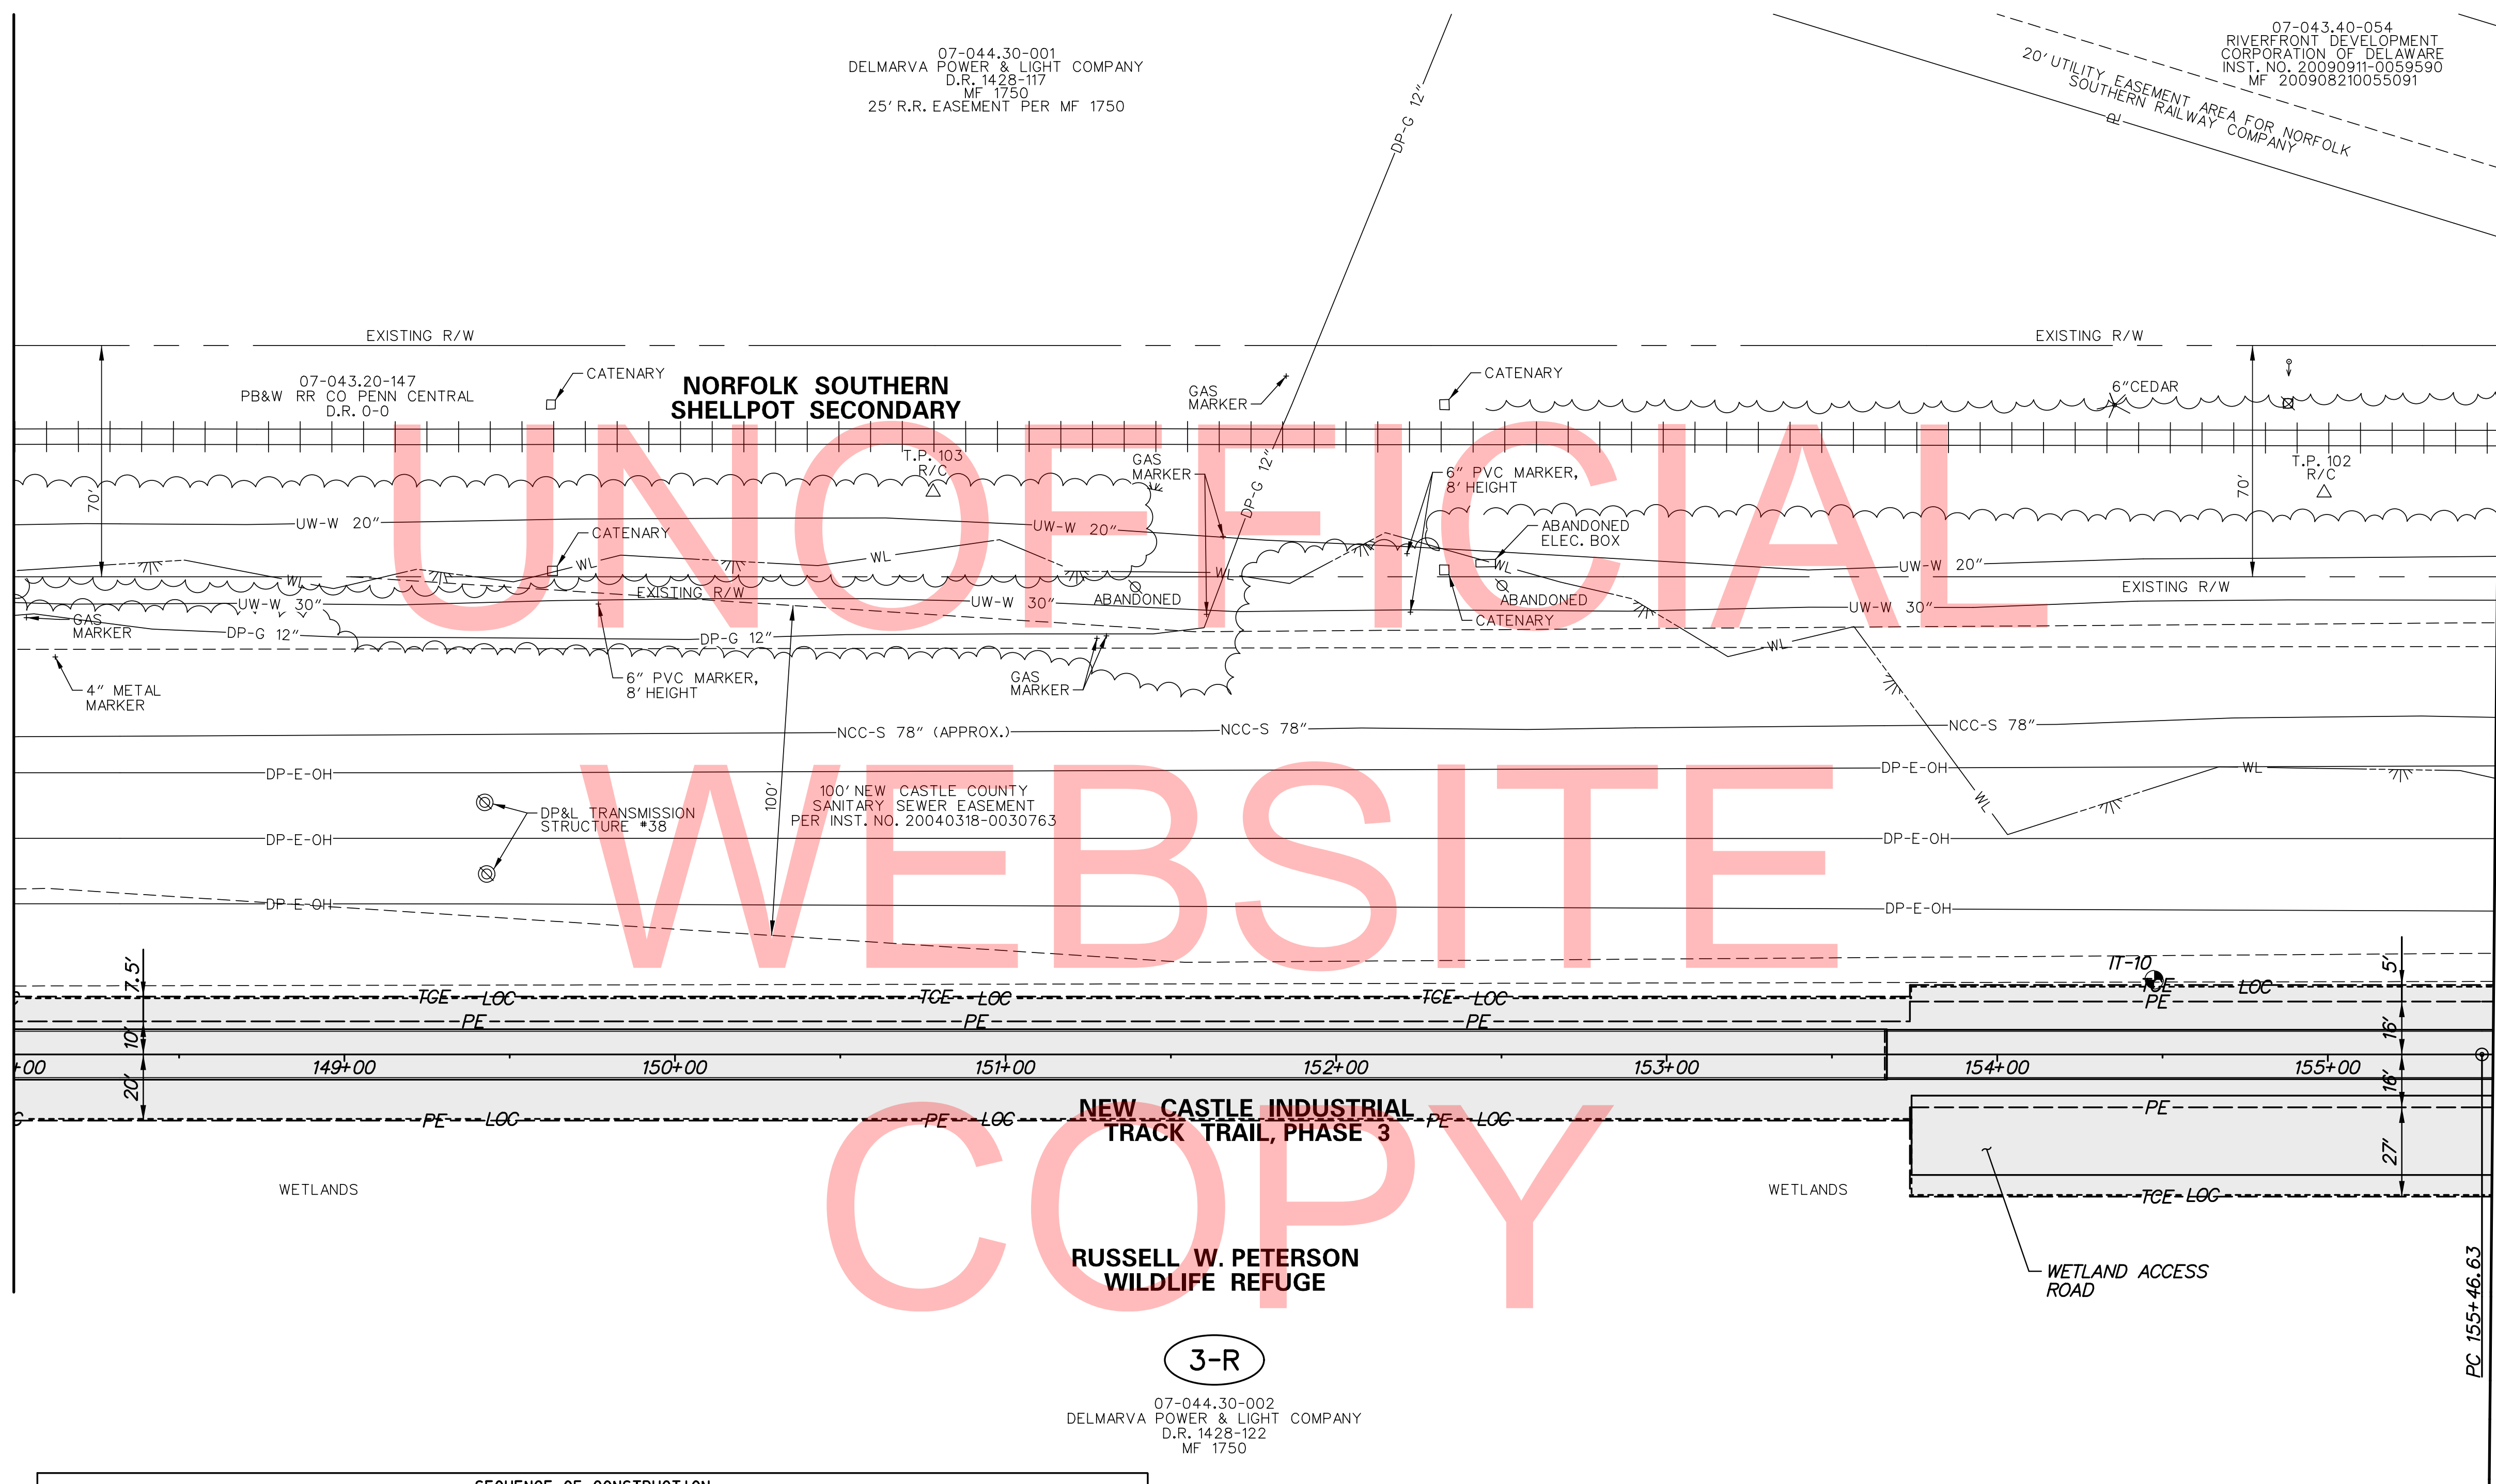 07-044.30-001
DELMARVA POWER & LIGHT COMPANY
D.R. 1428-117
MF 1750
25' R.R. EASEMENT PER MF 1750
07-043.40-054
RIVERFRONT DEVELOPMENT
CORPORATION OF DELAWARE
INST. NO. 20090911-0059590
MF 200908210055091
20' UTILITY EASEMENT AREA FOR NORFOLK
SOUTHERN RAILWAY COMPANY
DP-G 12"
EXISTING R/W
EXISTING R/W
07-043.20-147
PB&W RR CO PENN CENTRAL
D.R. 0-0
CATENARY
NORFOLK SOUTHERN
SHELLPOT SECONDARY
GAS
MARKER
CATENARY
6" CEDAR
UNOFFICIAL
T.P. 103
R/C
GAS
MARKER
DP-G 12"
6" PVC MARKER,
8' HEIGHT
T.P. 102
R/C
70'
70'
UW-W 20"
UW-W 20"
CATENARY
ABANDONED
ELEC. BOX
WL
WL
WL
WL
WL
UW-W 20"
EXISTING R/W
EXISTING R/W
UW-W 30"
UW-W 30"
ABANDONED
ABANDONED
UW-W 30"
GAS
MARKER
DP-G 12"
DP-G 12"
CATENARY
WL
4" METAL
MARKER
6" PVC MARKER,
8' HEIGHT
GAS
MARKER
NCC-S 78" (APPROX.)
NCC-S 78"
NCC-S 78"
DP-E-OH
DP-E-OH
WL
WL
WEBSITE
DP&L TRANSMISSION
STRUCTURE #38
100'
100' NEW CASTLE COUNTY
SANITARY SEWER EASEMENT
PER INST. NO. 20040318-0030763
DP-E-OH
DP-E-OH
DP-E-OH
DP-E-OH
IT-10
7.5'
5'
TCE LOC
TCE LOC
TCE LOC
TCE LOC
PE
PE
PE
PE
10'
16'
+00
149+00
150+00
151+00
152+00
153+00
154+00
155+00
20'
16'
PE LOC
PE LOC
PE LOC
PE
NEW CASTLE INDUSTRIAL
TRACK TRAIL, PHASE 3
COPY
27'
WETLANDS
WETLANDS
TCE LOC
RUSSELL W. PETERSON
WILDLIFE REFUGE
WETLAND ACCESS
ROAD
PC 155+46.63
3-R
07-044.30-002
DELMARVA POWER & LIGHT COMPANY
D.R. 1428-122
MF 1750
SEQUENCE OF CONSTRUCTION